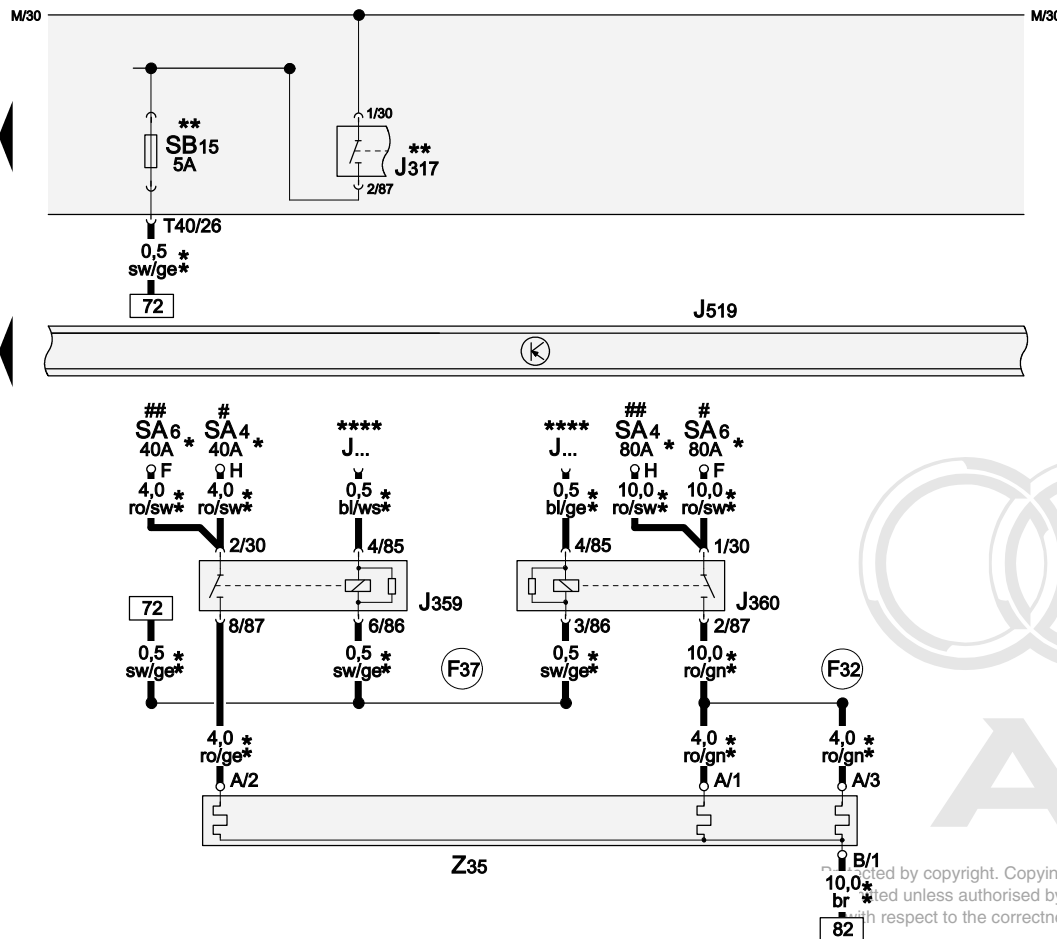 M/30 M/30
1/30
**
SB15
5A
**
J317
2/87
T40/26
0,5 *
sw/ge*
72
J519
## # **** **** ## #
SA6 SA4 J... J... SA4 SA6
40A * 40A * 80A * 80A *
F H H F
4,0 4,0 * 0,5 * 0,5 * 10,0 * 10,0 *
ro/sw* ro/sw* bl/ws* bl/ge* ro/sw* ro/sw*
2/30 4/85 4/85 1/30
J359 J360
72 8/87 6/86 3/86 2/87
0,5 * 0,5 * F37 0,5 * 10,0 * F32
sw/ge* sw/ge* sw/ge* ro/gn*
4,0 * 4,0 * 4,0 *
ro/ge* ro/gn* ro/gn*
A/2 A/1 A/3
Z35
B/1
cted by copyright. Copyin
10,0 *
br *
tted unless authorised by
with respect to the correctne
82